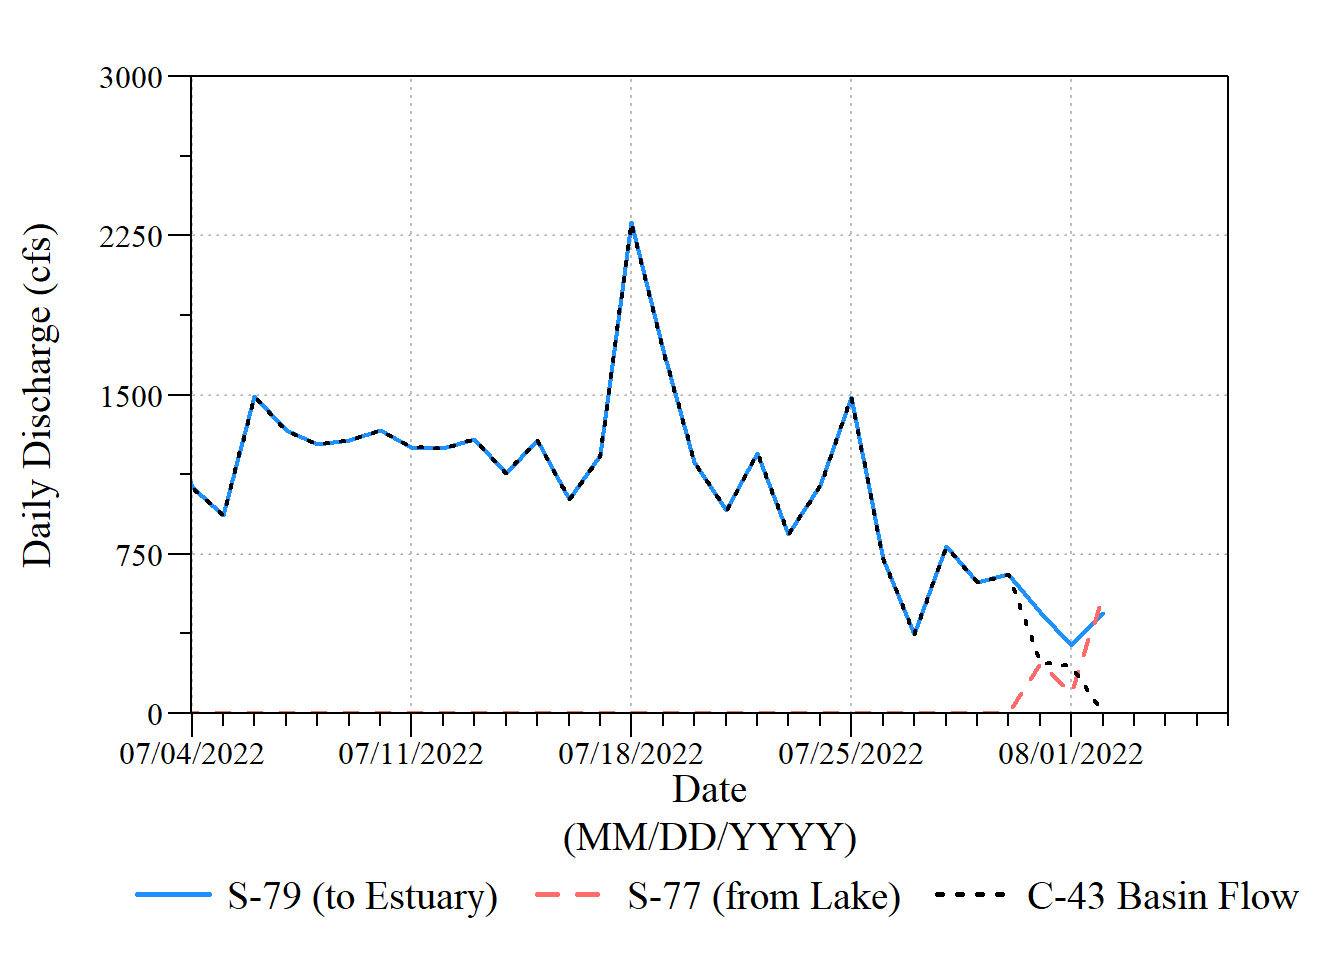 3000
2250
1500
750
0
Daily Discharge (cfs)
07/04/2022 07/11/2022 07/18/2022 07/25/2022 08/01/2022
Date
(MM/DD/YYYY)
S-79 (to Estuary) S-77 (from Lake) C-43 Basin Flow